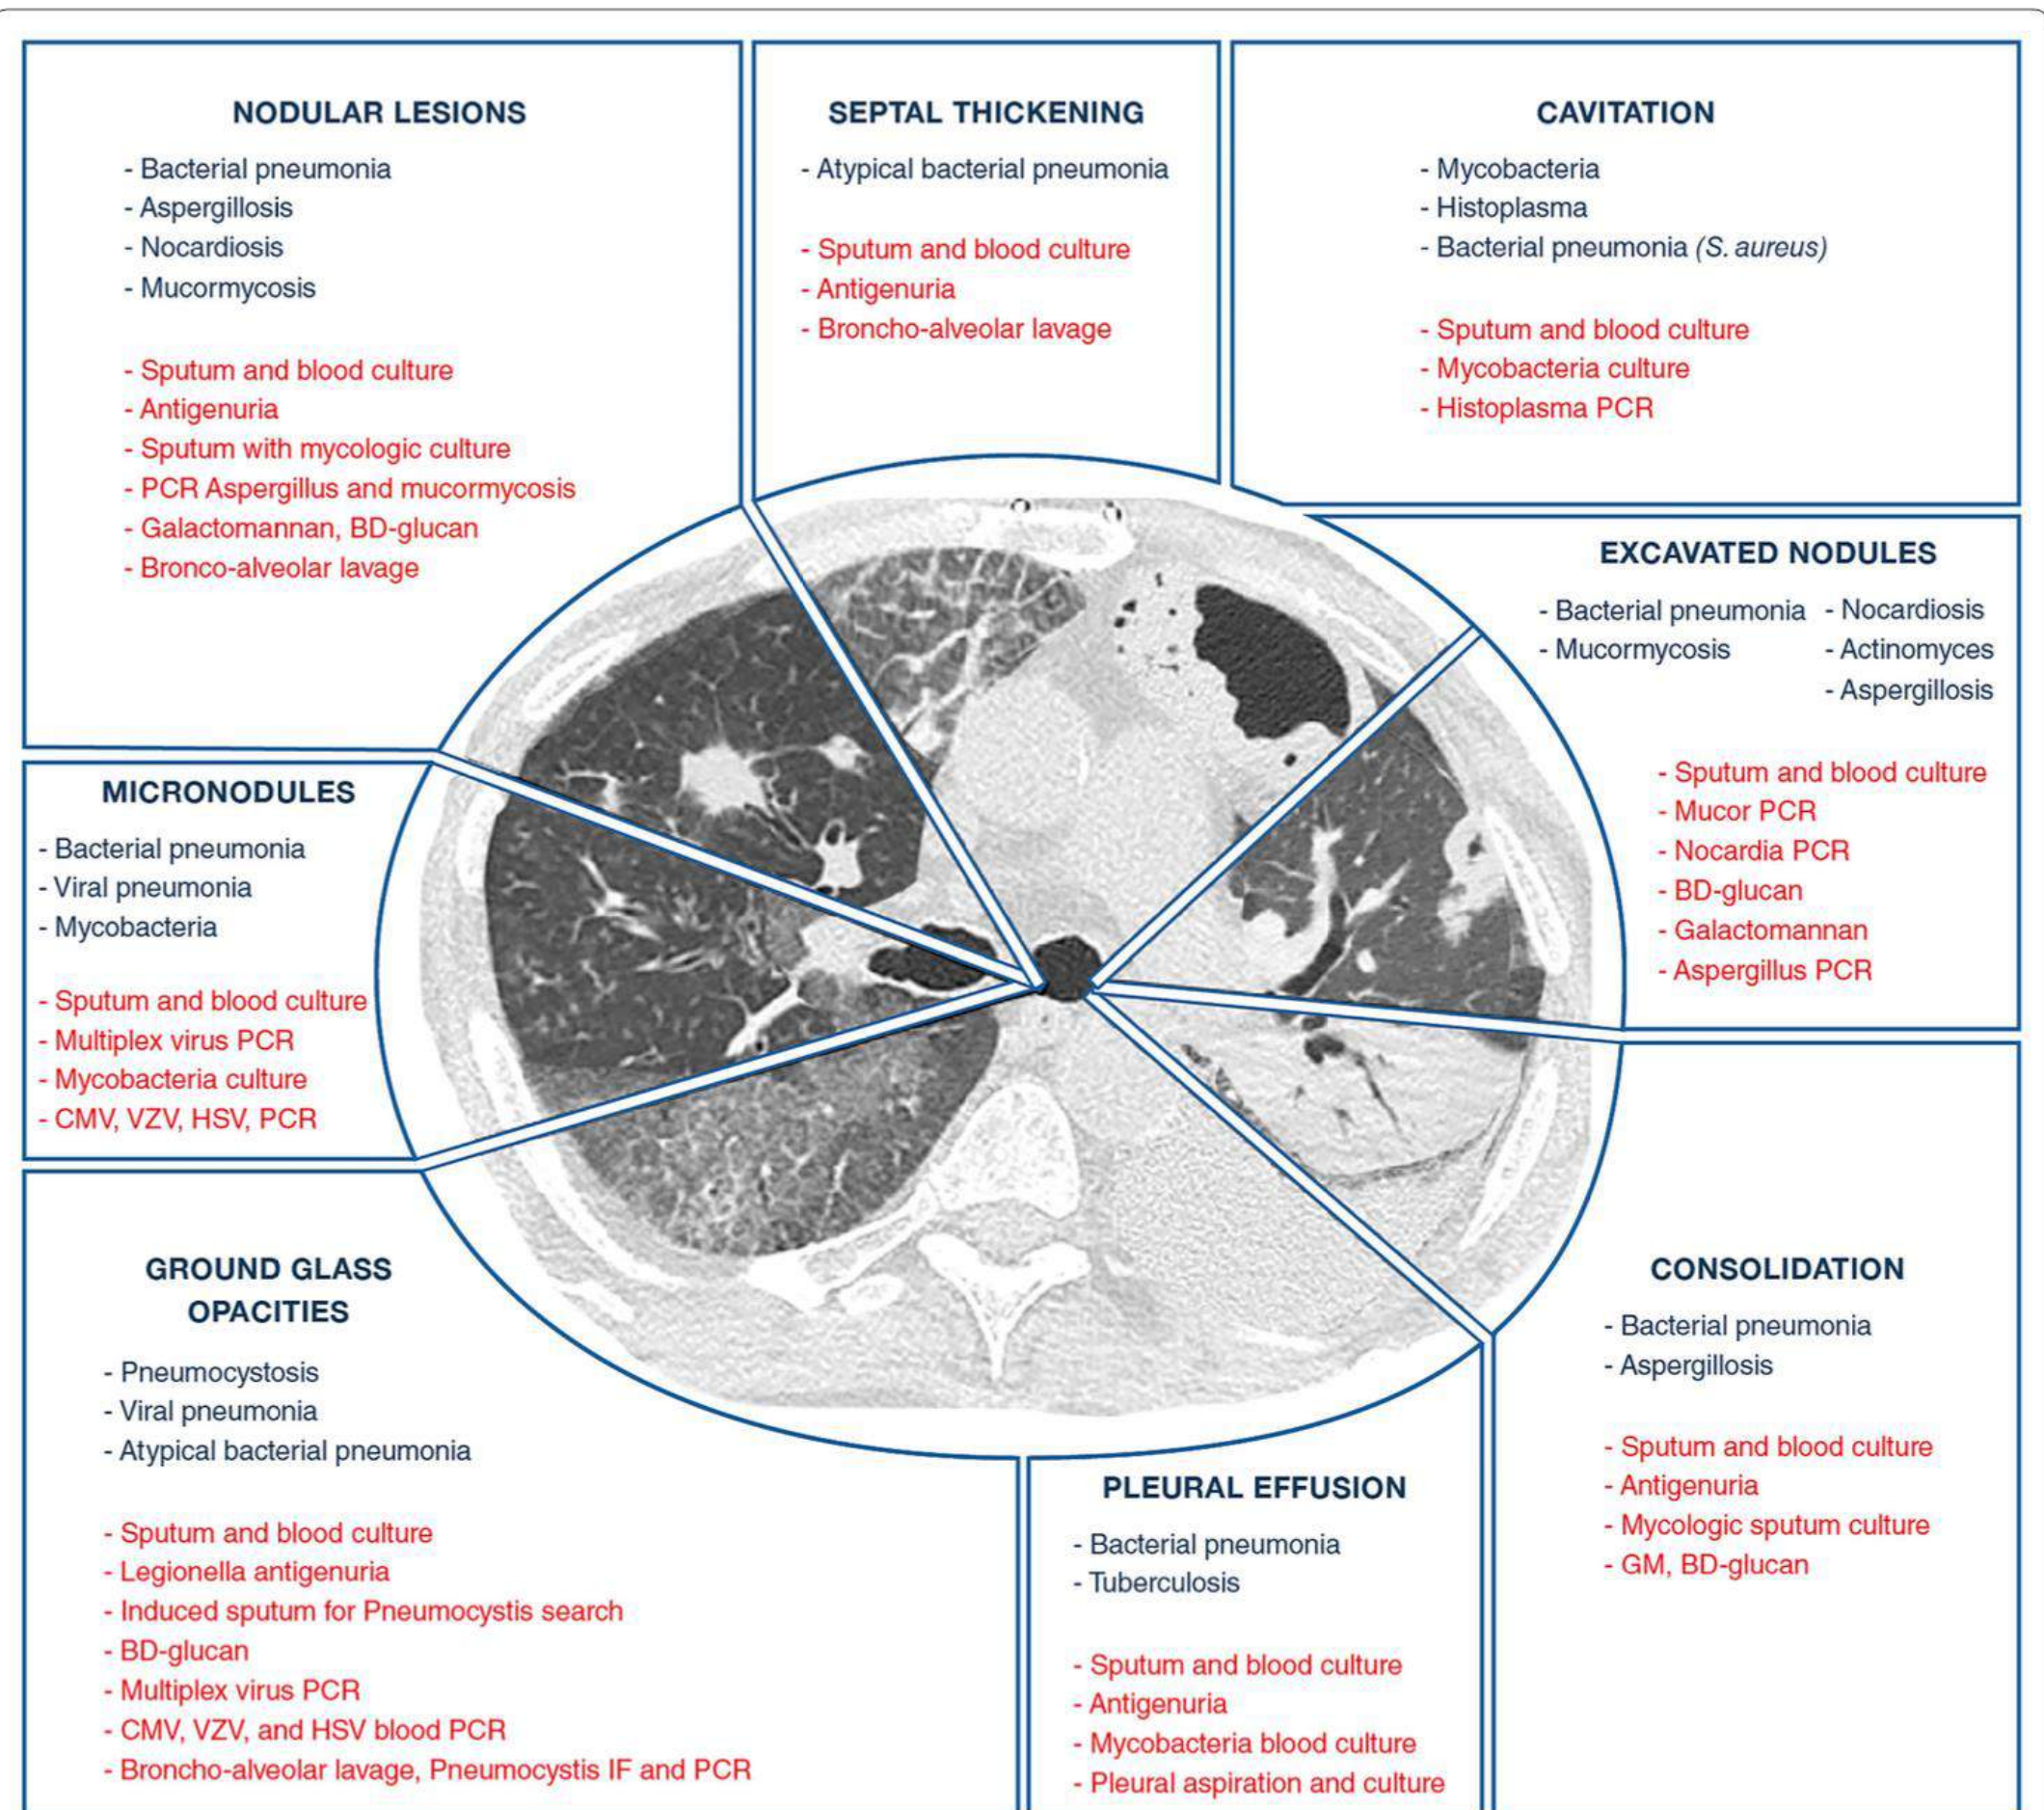 NODULAR LESIONS
- Bacterial pneumonia
- Aspergillosis
- Nocardiosis
- Mucormycosis
- Sputum and blood culture
- Antigenuria
- Sputum with mycologic culture
- PCR Aspergillus and mucormycosis
- Galactomannan, BD-glucan
- Bronco-alveolar lavage
SEPTAL THICKENING
- Atypical bacterial pneumonia
- Sputum and blood culture
- Antigenuria
- Broncho-alveolar lavage
CAVITATION
- Mycobacteria
- Histoplasma
- Bacterial pneumonia (S. aureus)
- Sputum and blood culture
- Mycobacteria culture
- Histoplasma PCR
EXCAVATED NODULES
- Bacterial pneumonia - Nocardiosis
- Mucormycosis - Actinomyces
- Aspergillosis
- Sputum and blood culture
- Mucor PCR
- Nocardia PCR
- BD-glucan
- Galactomannan
- Aspergillus PCR
MICRONODULES
- Bacterial pneumonia
- Viral pneumonia
- Mycobacteria
- Sputum and blood culture
- Multiplex virus PCR
- Mycobacteria culture
- CMV, VZV, HSV, PCR
GROUND GLASS
OPACITIES
- Pneumocystosis
- Viral pneumonia
- Atypical bacterial pneumonia
- Sputum and blood culture
- Legionella antigenuria
- Induced sputum for Pneumocystis search
- BD-glucan
- Multiplex virus PCR
- CMV, VZV, and HSV blood PCR
- Broncho-alveolar lavage, Pneumocystis IF and PCR
PLEURAL EFFUSION
- Bacterial pneumonia
- Tuberculosis
- Sputum and blood culture
- Antigenuria
- Mycobacteria blood culture
- Pleural aspiration and culture
CONSOLIDATION
- Bacterial pneumonia
- Aspergillosis
- Sputum and blood culture
- Antigenuria
- Mycologic sputum culture
- GM, BD-glucan